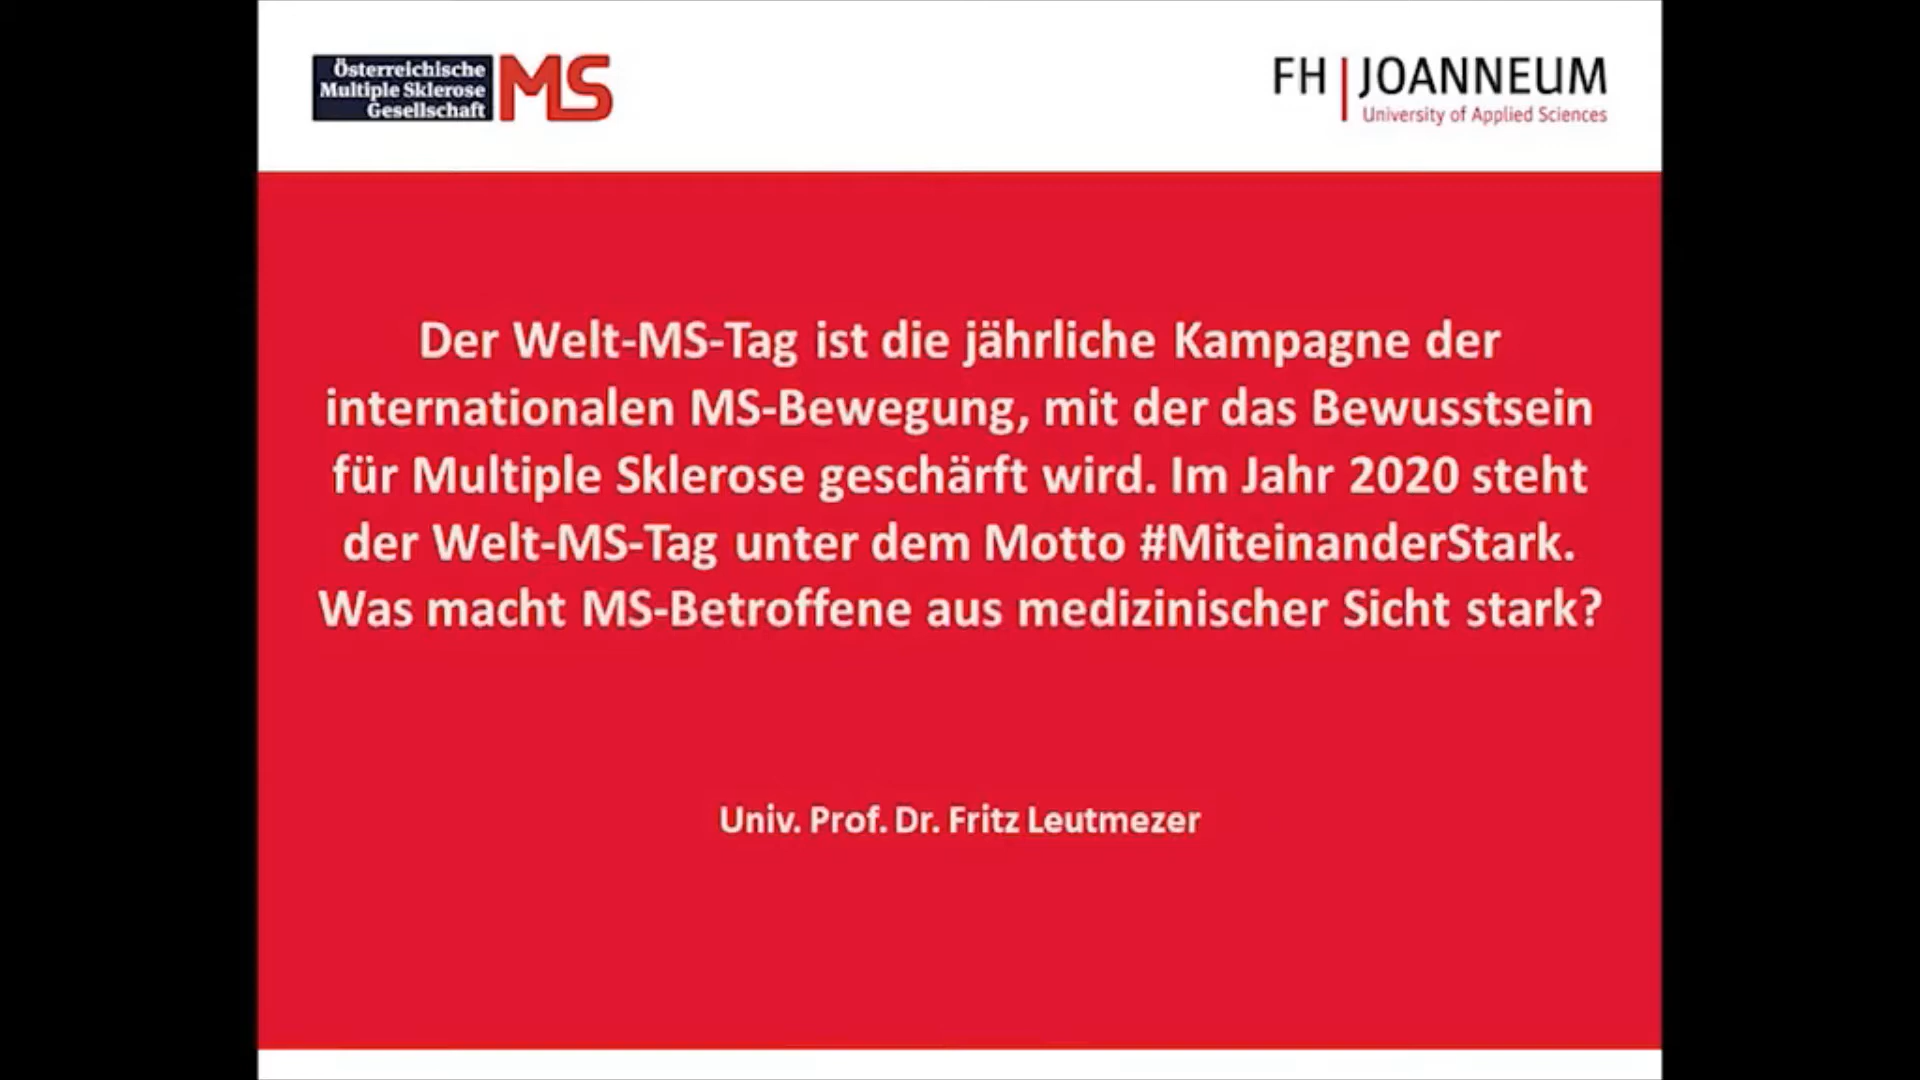 Österreichische
Multiple Sklerose
Gesellschaft
MS
FH | JOANNEUM
University of Applied Sciences
Der Welt-MS-Tag ist die jährliche Kampagne der
internationalen MS-Bewegung, mit der das Bewusstsein
für Multiple Sklerose geschärft wird. Im Jahr 2020 steht
der Welt-MS-Tag unter dem Motto #MiteinanderStark.
Was macht MS-Betroffene aus medizinischer Sicht stark?
Univ. Prof. Dr. Fritz Leutmezer